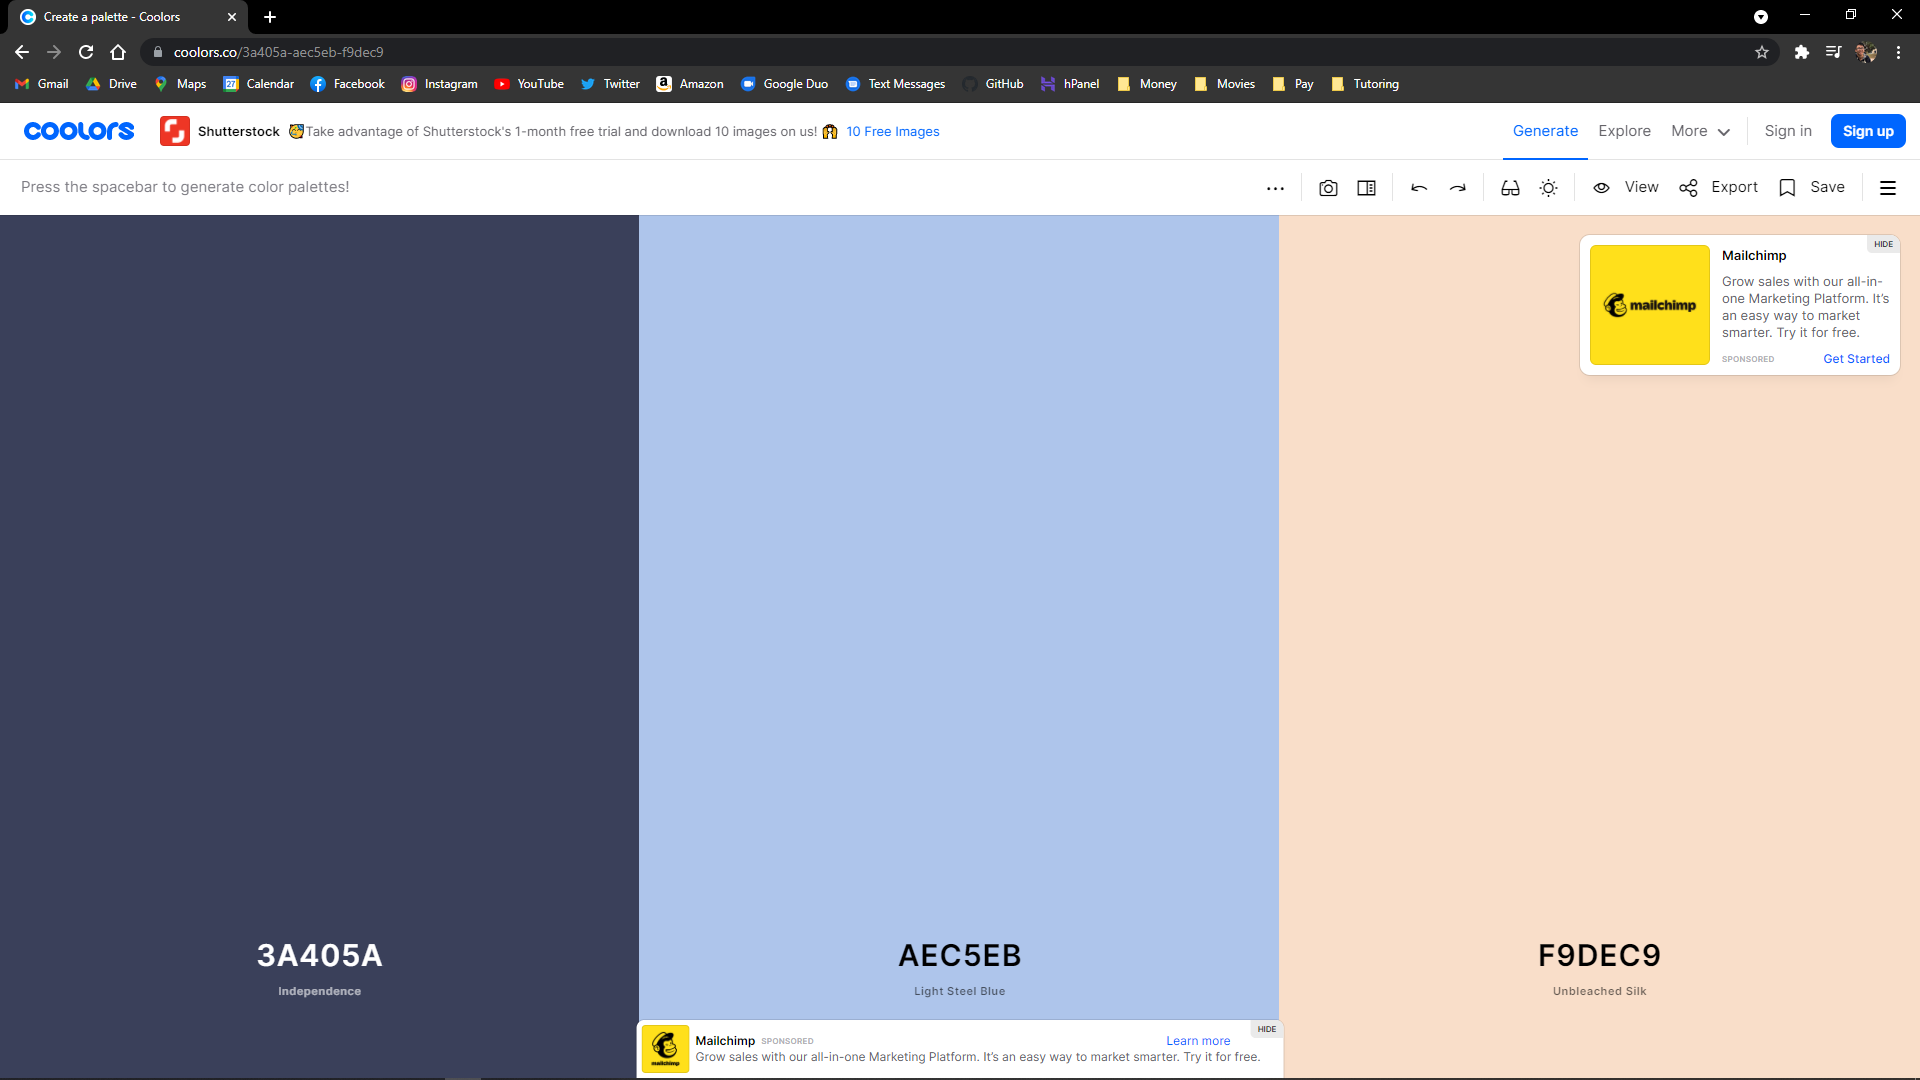 Create a palette - Coolors
coolors.co/3a405a-aec5eb-f9dec9
Gmail Drive Maps 27 Calendar Facebook Instagram YouTube Twitter Amazon Google Duo Text Messages GitHub hPanel Money Movies Pay Tutoring
coolors Shutterstock Take advantage of Shutterstock's 1-month free trial and download 10 images on us! 10 Free Images Generate Explore More Sign in Sign up
Press the spacebar to generate color palettes! View Export Save
HIDE
Mailchimp
mailchimp
Grow sales with our all-in-
one Marketing Platform. It's
an easy way to market
smarter. Try it for free.
SPONSORED Get Started
3A405A
Independence
AEC5EB
Light Steel Blue
F9DEC9
Unbleached Silk
HIDE
mailchimp
Mailchimp SPONSORED Learn more
Grow sales with our all-in-one Marketing Platform. It's an easy way to market smarter. Try it for free.